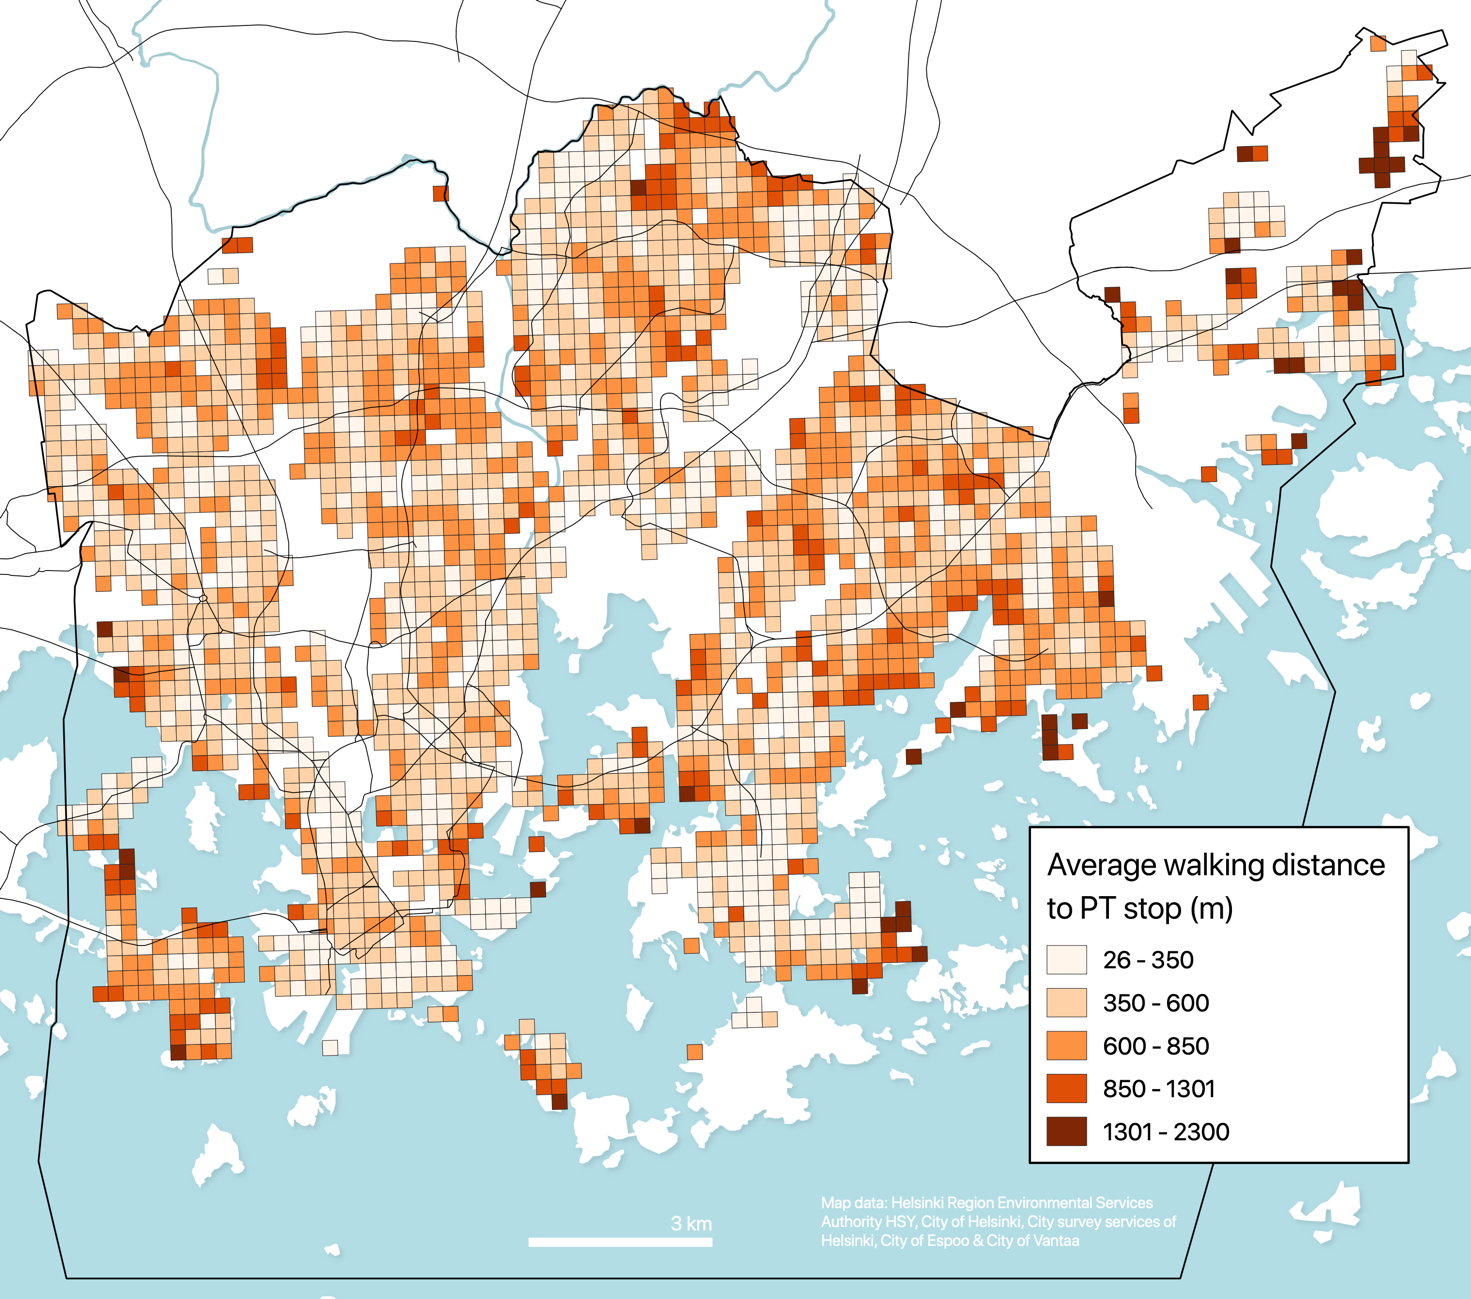 Average walking distance
to PT stop (m)
26 - 350
350 - 600
600 - 850
850 - 1301
1301 - 2300
3 km
Map data: Helsinki Region Environmental Services
Authority HSY, City of Helsinki, City survey services of
Helsinki, City of Espoo & City of Vantaa